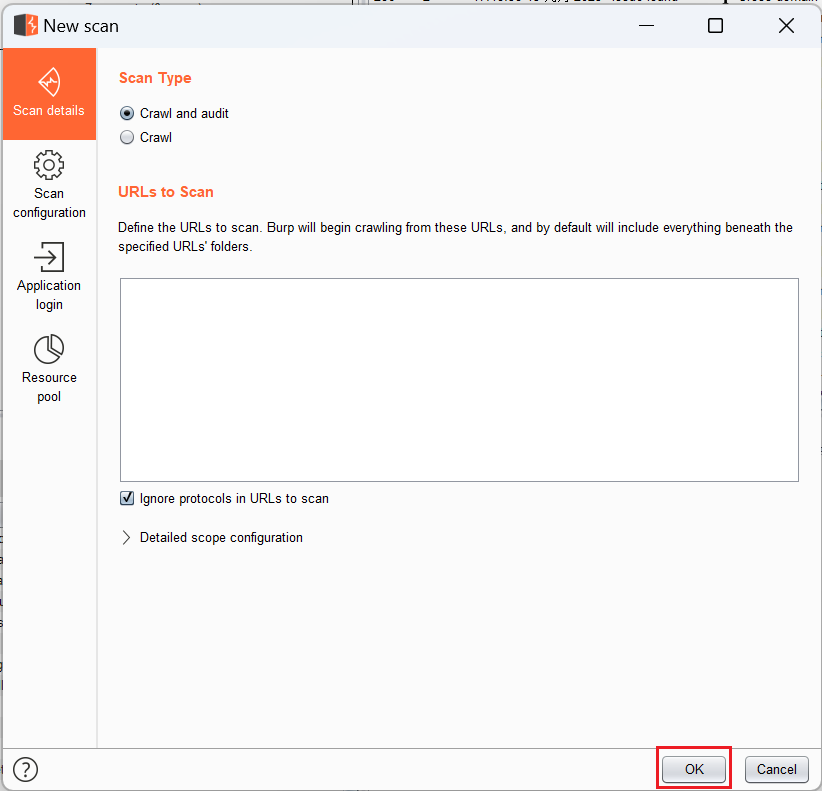 New scan
Scan details
Scan
configuration
Application
login
Resource
pool
Scan Type
Crawl and audit
Crawl
URLs to Scan
Define the URLs to scan. Burp will begin crawling from these URLs, and by default will include everything beneath the
specified URLs' folders.
Ignore protocols in URLs to scan
Detailed scope configuration
?
OK
Cancel